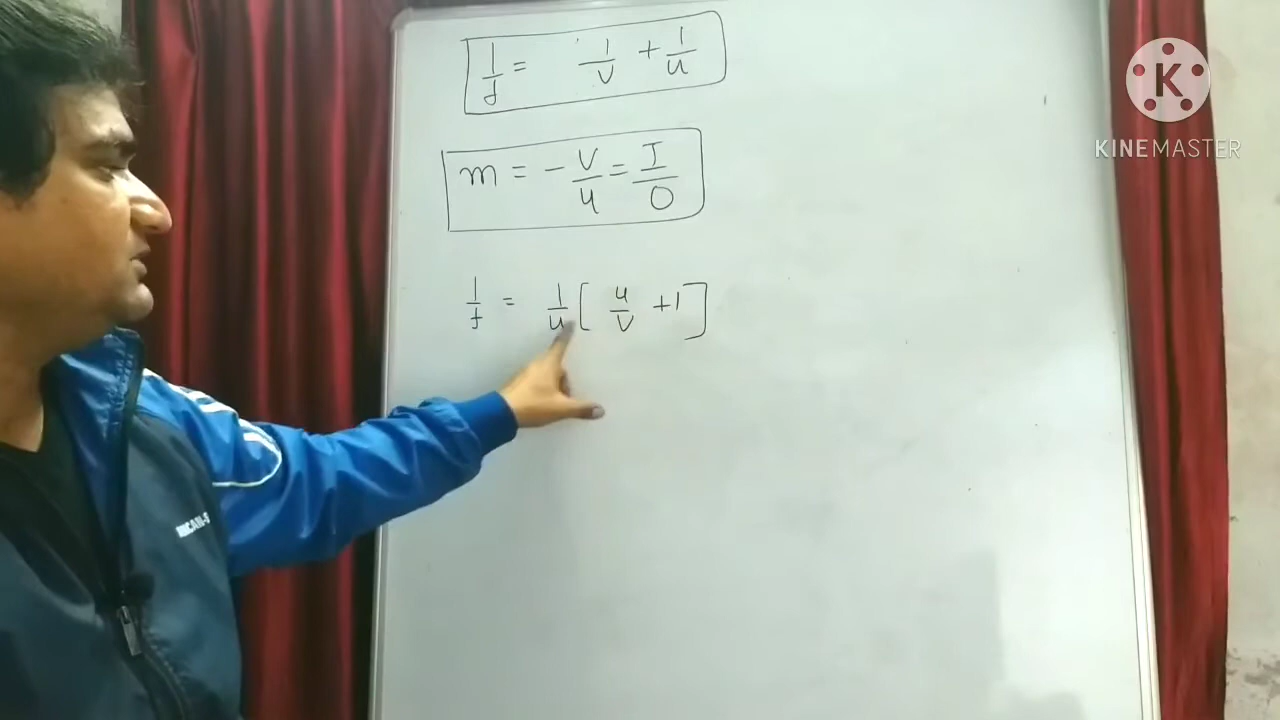 1/f = 1/v + 1/u
m = - v/u = I/O
1/f = 1/u [ u/v + 1 ]
K
KINEMASTER